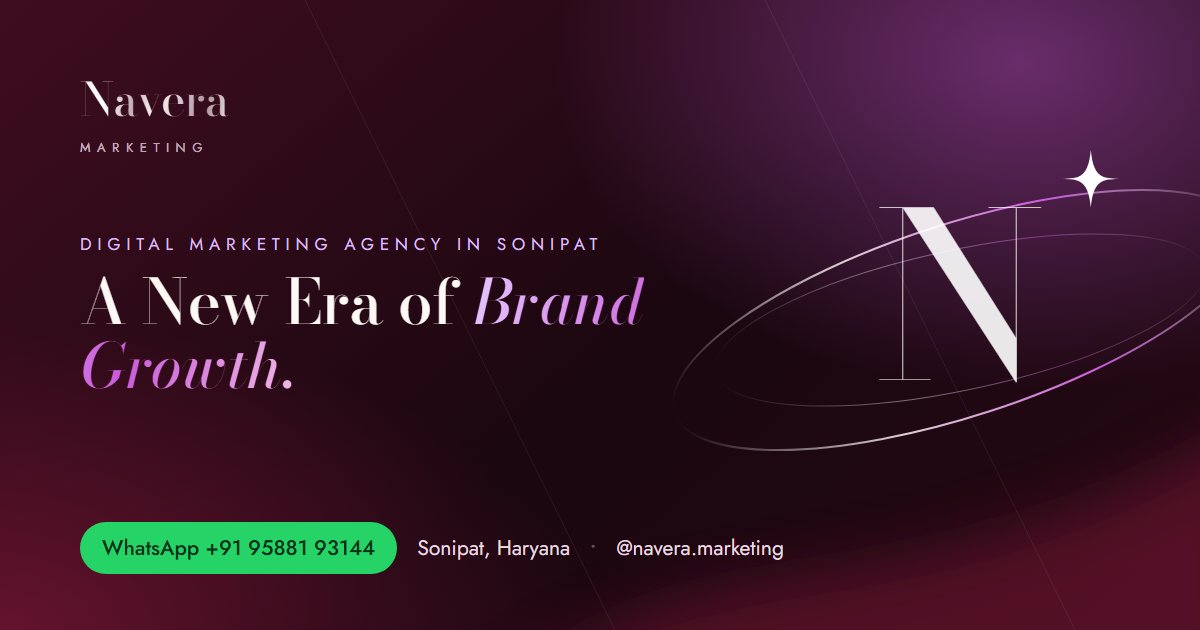 Navera
MARKETING
DIGITAL MARKETING AGENCY IN SONIPAT
A New Era of Brand
Growth.
N
WhatsApp +91 95881 93144
Sonipat, Haryana · @navera.marketing